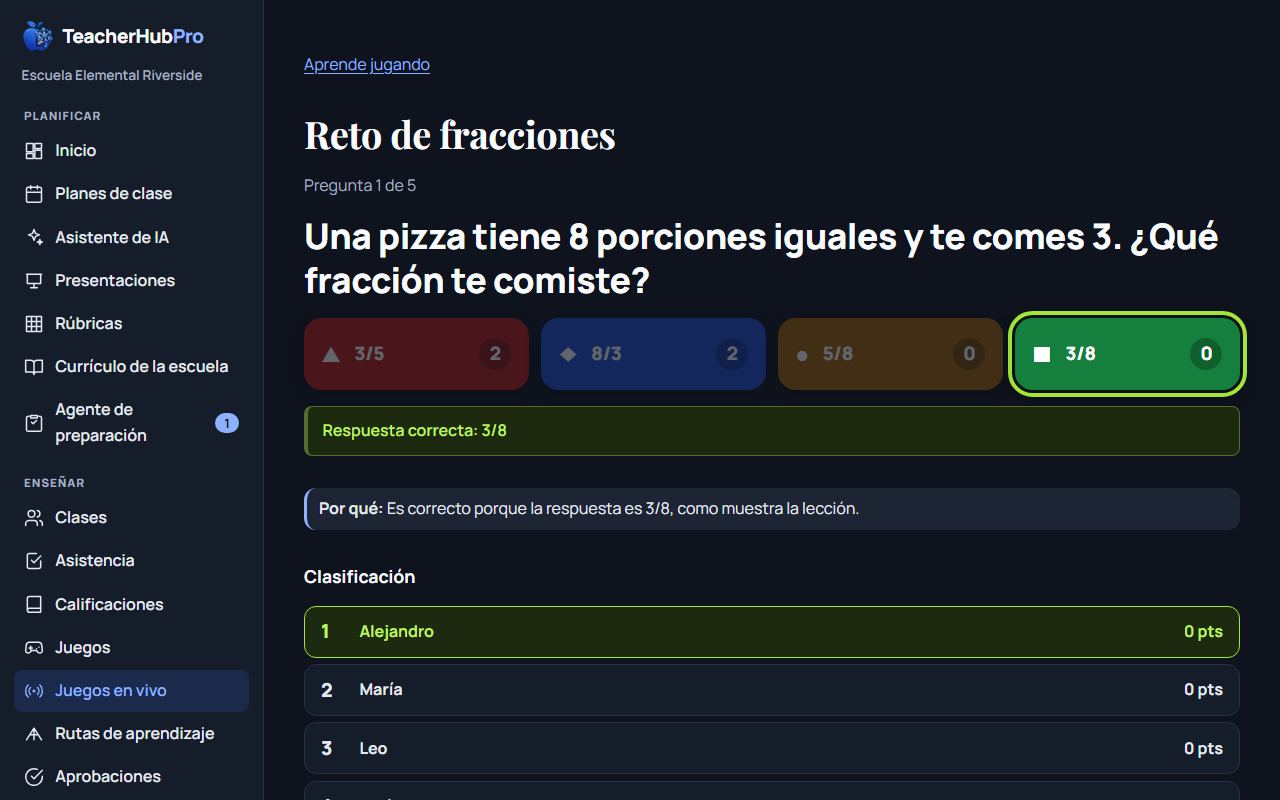 TeacherHubPro
Escuela Elemental Riverside
PLANIFICAR
Inicio
Planes de clase
Asistente de IA
Presentaciones
Rúbricas
Currículo de la escuela
Agente de
preparación
1
ENSEÑAR
Clases
Asistencia
Calificaciones
Juegos
Juegos en vivo
Rutas de aprendizaje
Aprobaciones
Aprende jugando
Reto de fracciones
Pregunta 1 de 5
Una pizza tiene 8 porciones iguales y te comes 3. ¿Qué
fracción te comiste?
3/5 2
8/3 2
5/8 0
3/8 0
Respuesta correcta: 3/8
Por qué: Es correcto porque la respuesta es 3/8, como muestra la lección.
Clasificación
1 Alejandro 0 pts
2 María 0 pts
3 Leo 0 pts